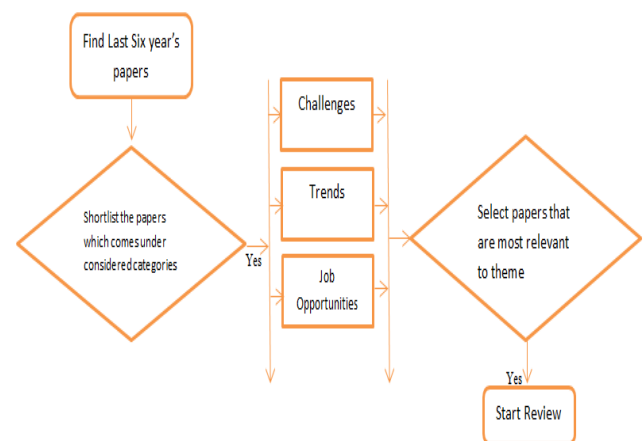 Find Last Six year's
papers
Shortlist the papers
which comes under
considered categories
Yes
Challenges
Trends
Job
Opportunities
Select papers that
are most relevant
to theme
Yes
Start Review